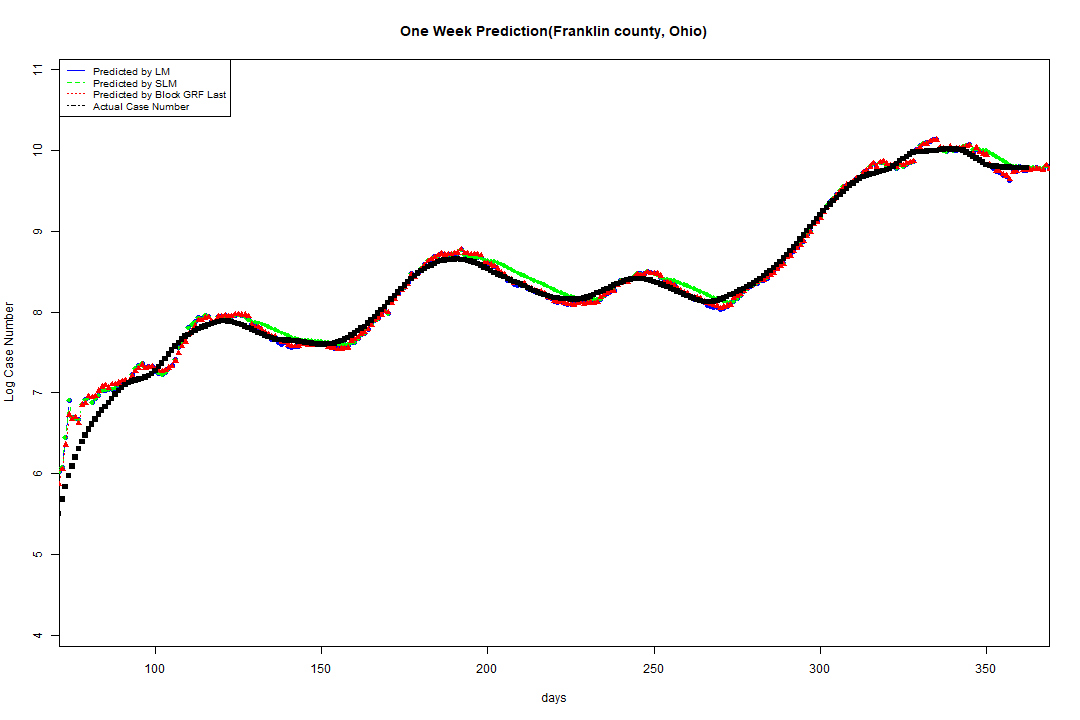 One Week Prediction(Franklin county, Ohio)
Predicted by LM
Predicted by SLM
Predicted by Block GRF Last
Actual Case Number
Log Case Number
11
10
9
8
7
6
5
4
100 150 200 250 300 350
days